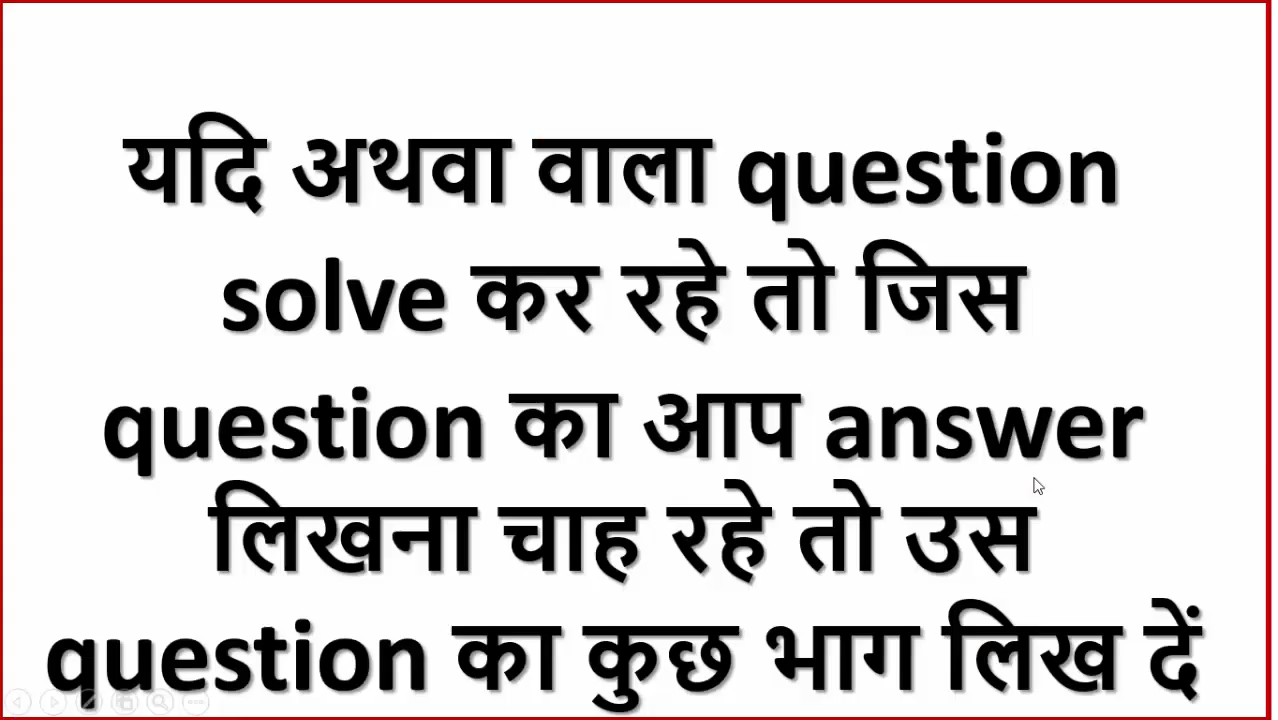 यदि अथवा वाला question
solve कर रहे तो जिस
question का आप answer
लिखना चाह रहे तो उस
question का कुछ भाग लिख दें